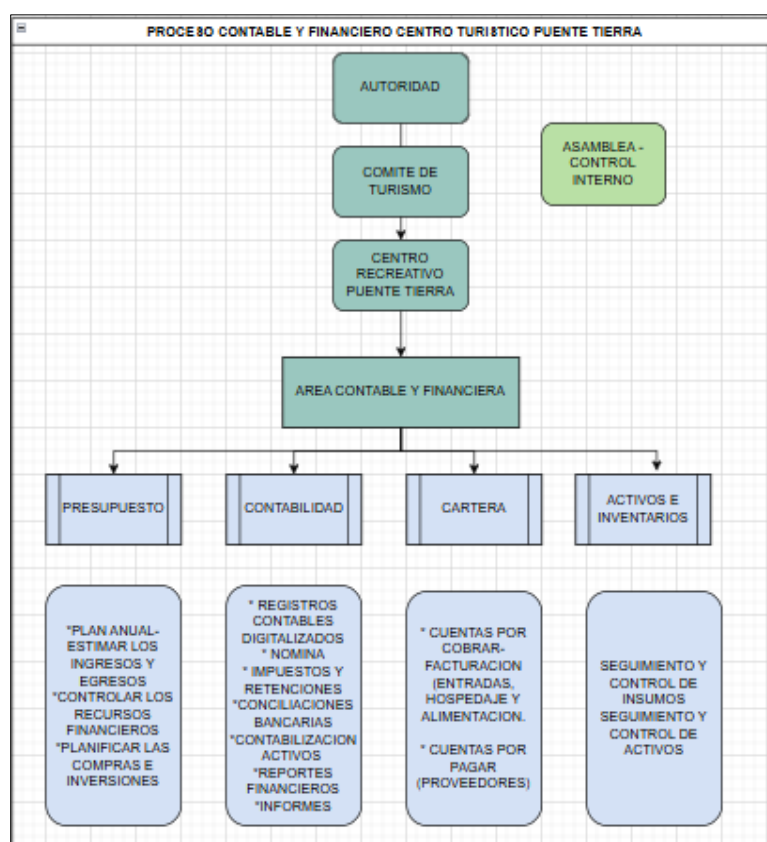 PROCESO CONTABLE Y FINANCIERO CENTRO TURISTICO PUENTE TIERRA
AUTORIDAD
ASAMBLEA -
CONTROL
INTERNO
COMITE DE
TURISMO
CENTRO
RECREATIVO
PUENTE TIERRA
AREA CONTABLE Y FINANCIERA
PRESUPUESTO
CONTABILIDAD
CARTERA
ACTIVOS E
INVENTARIOS
*PLAN ANUAL-
ESTIMAR LOS
INGRESOS Y
EGRESOS
*CONTROLAR LOS
RECURSOS
FINANCIEROS
*PLANIFICAR LAS
COMPRAS E
INVERSIONES
* REGISTROS
CONTABLES
DIGITALIZADOS
* NOMINA
* IMPUESTOS Y
RETENCIONES
*CONCILIACIONES
BANCARIAS
*CONTABILIZACION
ACTIVOS
*REPORTES
FINANCIEROS
*INFORMES
* CUENTAS POR
COBRAR-
FACTURACION
(ENTRADAS,
HOSPEDAJE Y
ALIMENTACION.
* CUENTAS POR
PAGAR
(PROVEEDORES)
SEGUIMIENTO Y
CONTROL DE
INSUMOS
SEGUIMIENTO Y
CONTROL DE
ACTIVOS